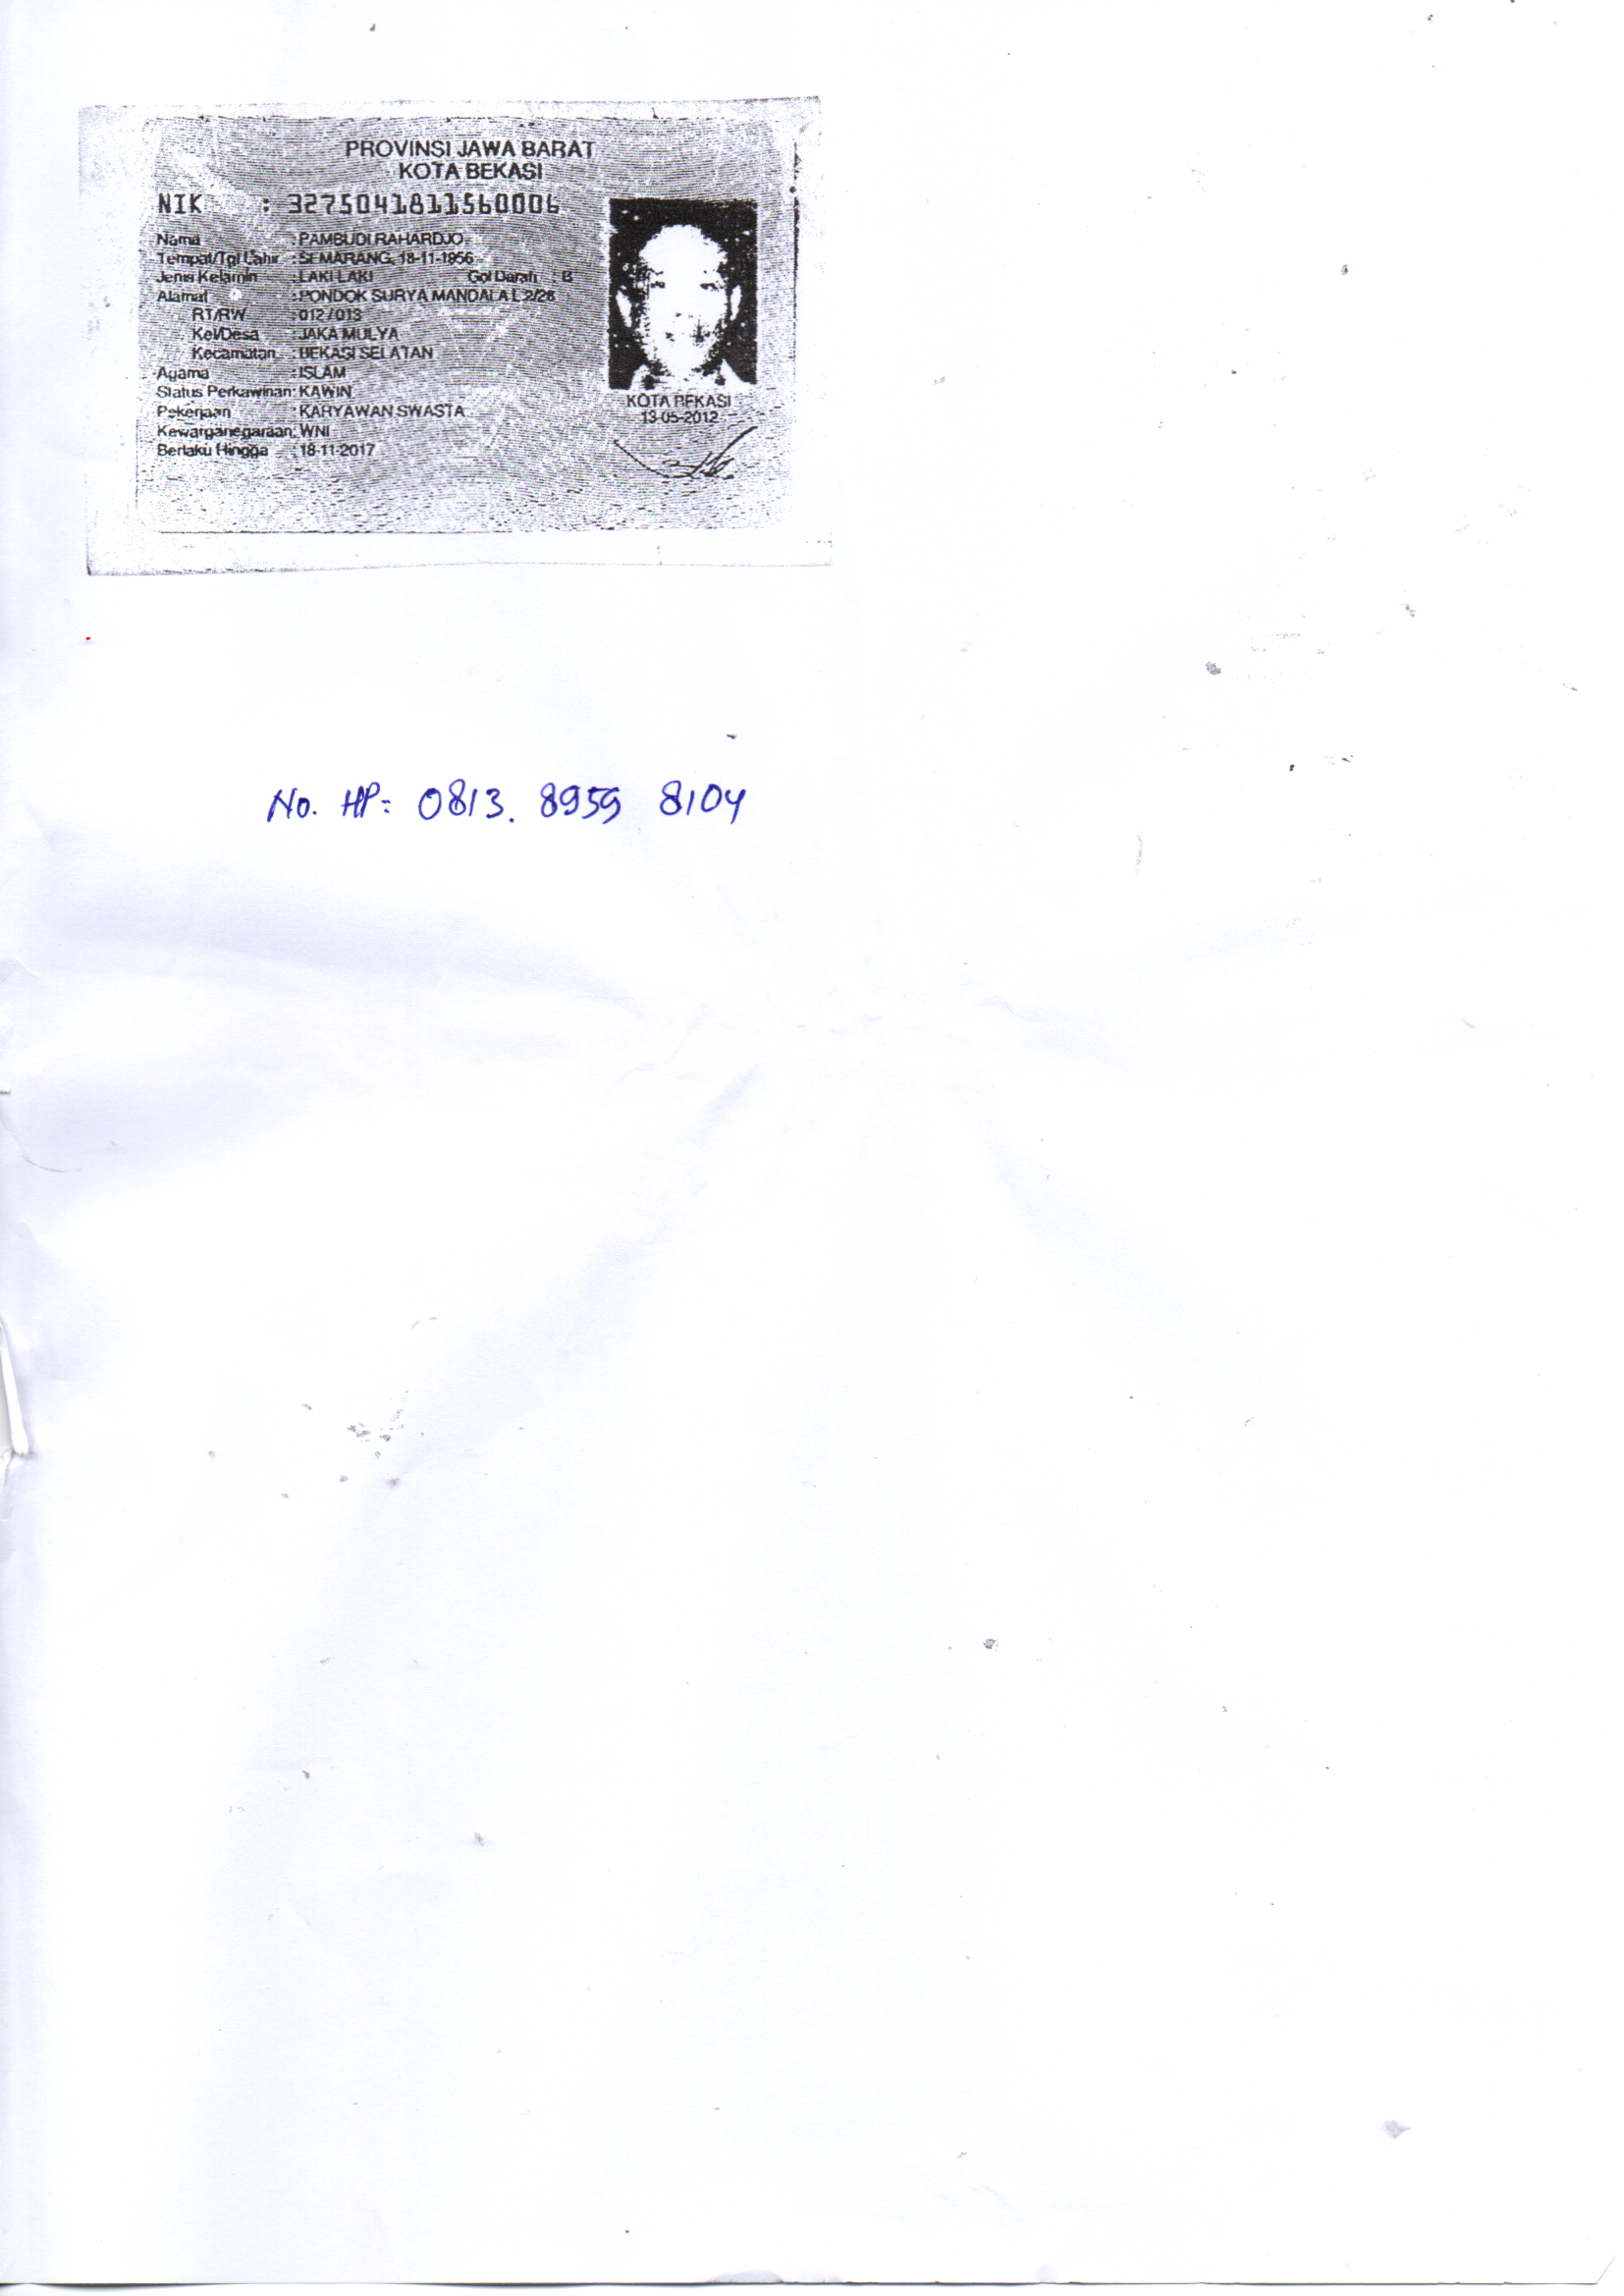 PROVINSI JAWA BARAT
KOTA BEKASI
NIK : 3275041811560006
Nama : PAMBUDI RAHARDJO
Tempat/Tgl Lahir : SEMARANG, 18-11-1956
Jenis Kelamin : LAKI LAKI Gol Darah : B
Alamat : PONDOK SURYA MANDALA L 2/26
RT/RW : 012 / 013
Kel/Desa : JAKA MULYA
Kecamatan : BEKASI SELATAN
Agama : ISLAM
Status Perkawinan: KAWIN
Pekerjaan : KARYAWAN SWASTA
Kewarganegaraan: WNI
Berlaku Hingga : 18-11-2017
KOTA BEKASI
13-05-2012
No. HP: 0813. 8959 8104